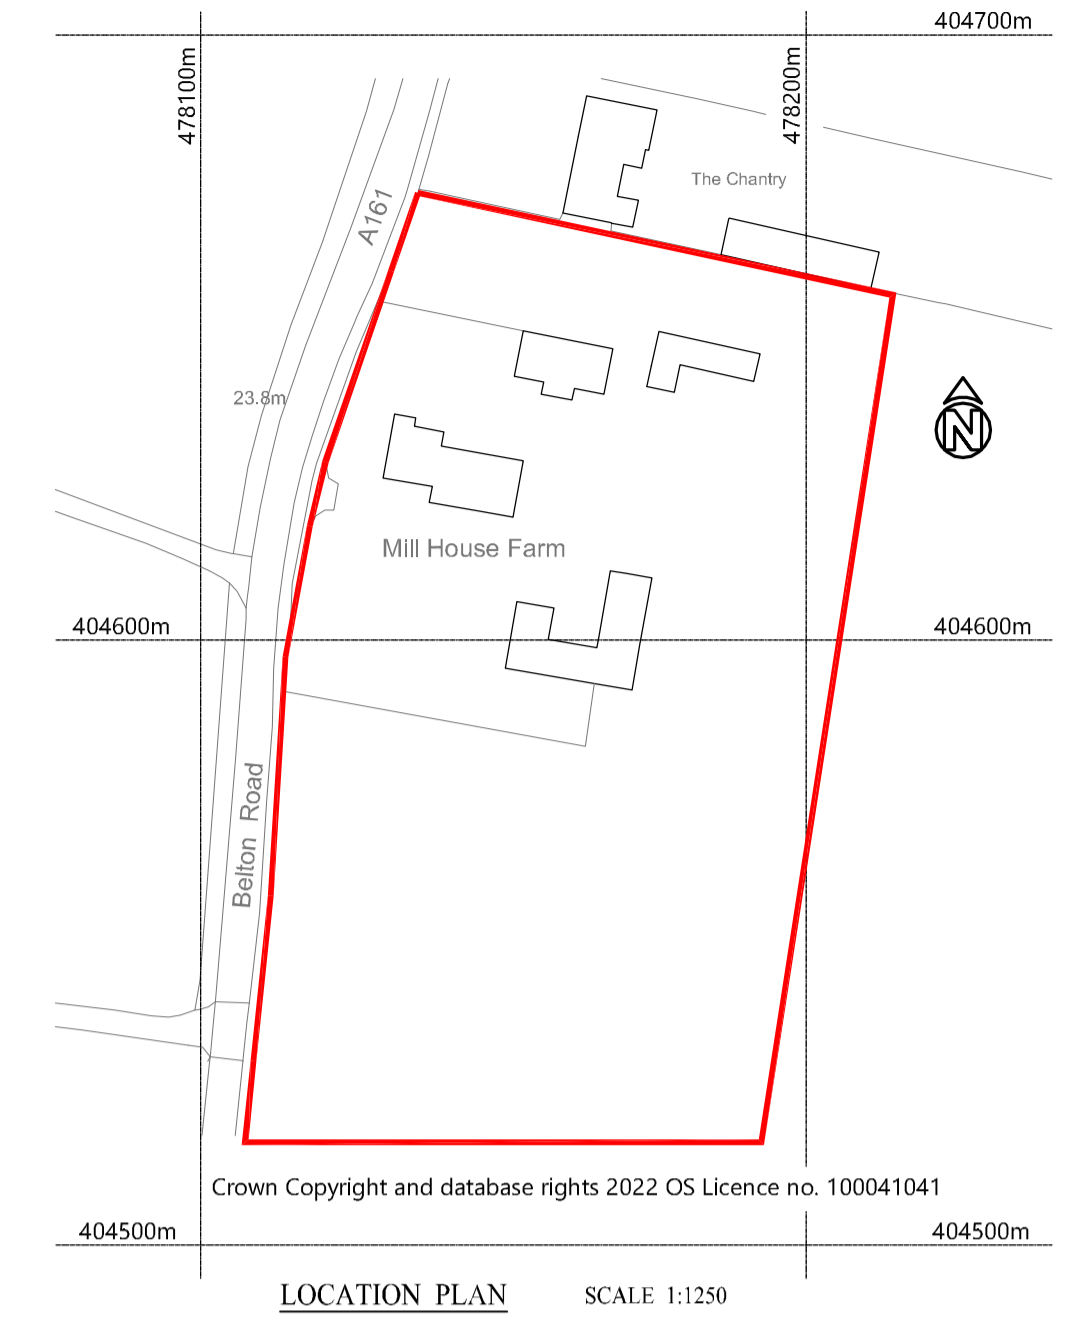 404700m
478100m
478200m
The Chantry
A161
23.8m
N
Mill House Farm
404600m
404600m
Belton Road
Crown Copyright and database rights 2022 OS Licence no. 100041041
404500m
404500m
LOCATION PLAN
SCALE 1:1250